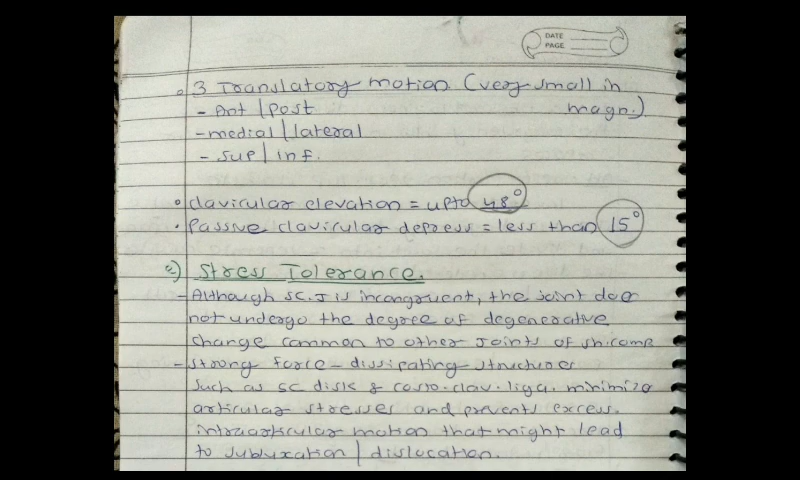 DATE
PAGE
3 Translatory motion (very small in
- Ant / post magn.)
- medial / lateral
- sup / inf.
clavicular elevation = upto 48°
Passive clavicular depress = less than 15°
e) Stress Tolerance.
- Although SC.J is incongruent, the joint does
not undergo the degree of degenerative
change common to other joints of sh.comp
- strong force - dissipating structures
such as SC disk & costo.clav.liga. minimize
articular stresses and prevents excess.
intraarticular motion that might lead
to subluxation / dislocation.